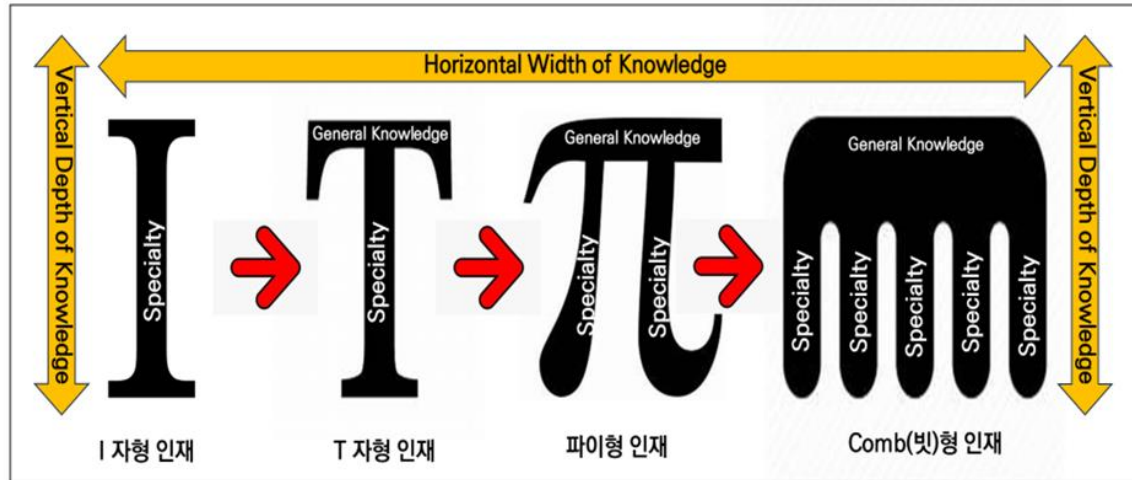 Horizontal Width of Knowledge
Vertical Depth of Knowledge
Specialty
I 자형 인재
General Knowledge
Specialty
T 자형 인재
General Knowledge
Specialty
Specialty
파이형 인재
General Knowledge
Specialty
Specialty
Specialty
Specialty
Specialty
Comb(빗)형 인재
Vertical Depth of Knowledge